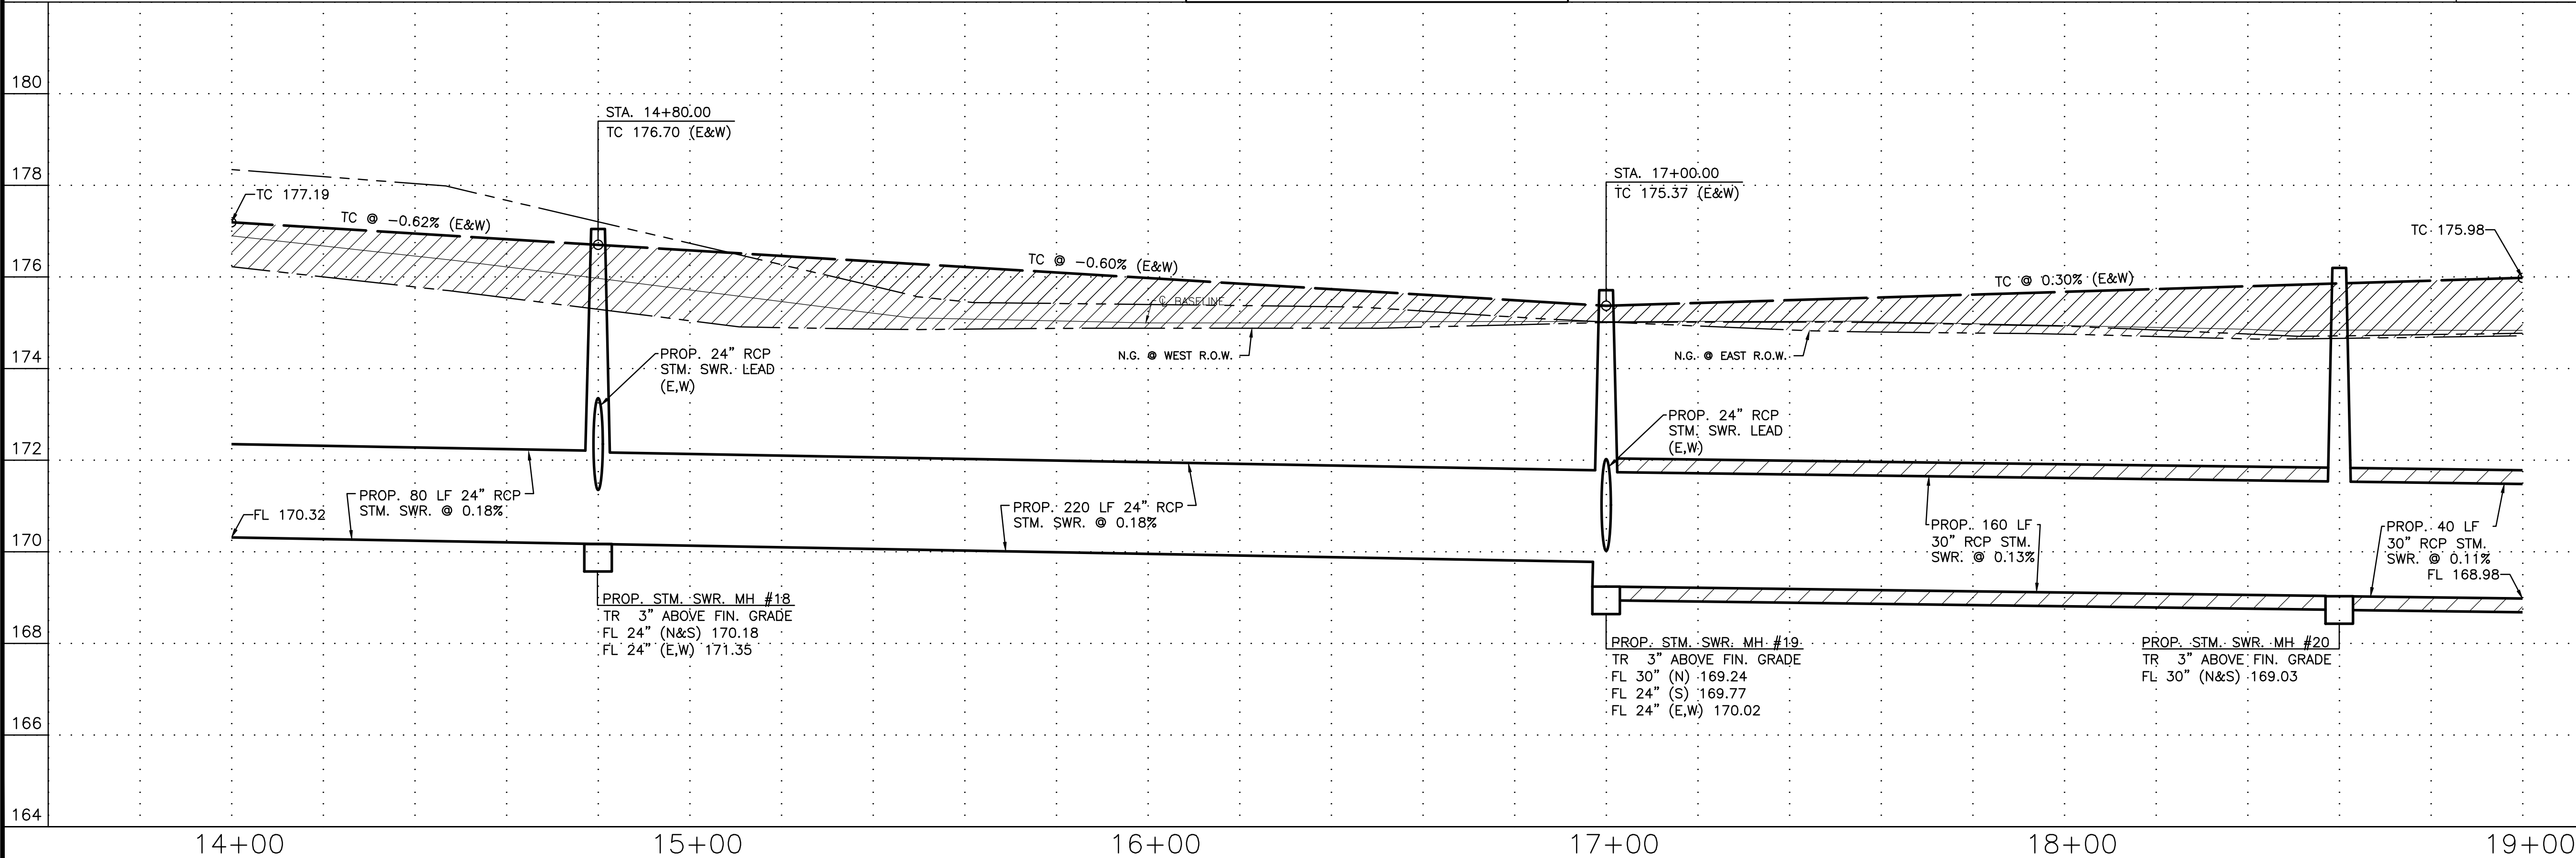 180
178
176
174
172
170
168
166
164
STA. 14+80.00
TC 176.70 (E&W)
TC 177.19
TC @ -0.62% (E&W)
TC @ -0.60% (E&W)
℄ BASELINE
STA. 17+00.00
TC 175.37 (E&W)
TC 175.98
TC @ 0.30% (E&W)
N.G. @ WEST R.O.W.
N.G. @ EAST R.O.W.
PROP. 24" RCP
STM. SWR. LEAD
(E,W)
PROP. 24" RCP
STM. SWR. LEAD
(E,W)
FL 170.32
PROP. 80 LF 24" RCP
STM. SWR. @ 0.18%
PROP. 220 LF 24" RCP
STM. SWR. @ 0.18%
PROP. 160 LF
30" RCP STM.
SWR. @ 0.13%
PROP. 40 LF
30" RCP STM.
SWR. @ 0.11%
FL 168.98
PROP. STM. SWR. MH #18
TR 3" ABOVE FIN. GRADE
FL 24" (N&S) 170.18
FL 24" (E,W) 171.35
PROP. STM. SWR. MH #19
TR 3" ABOVE FIN. GRADE
FL 30" (N) 169.24
FL 24" (S) 169.77
FL 24" (E,W) 170.02
PROP. STM. SWR. MH #20
TR 3" ABOVE FIN. GRADE
FL 30" (N&S) 169.03
14+00
15+00
16+00
17+00
18+00
19+00